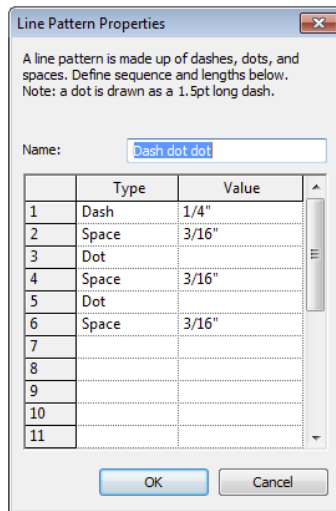 Line Pattern Properties
A line pattern is made up of dashes, dots, and
spaces. Define sequence and lengths below.
Note: a dot is drawn as a 1.5pt long dash.
Name: Dash dot dot
Type Value
1 Dash 1/4"
2 Space 3/16"
3 Dot
4 Space 3/16"
5 Dot
6 Space 3/16"
7
8
9
10
11
OK Cancel